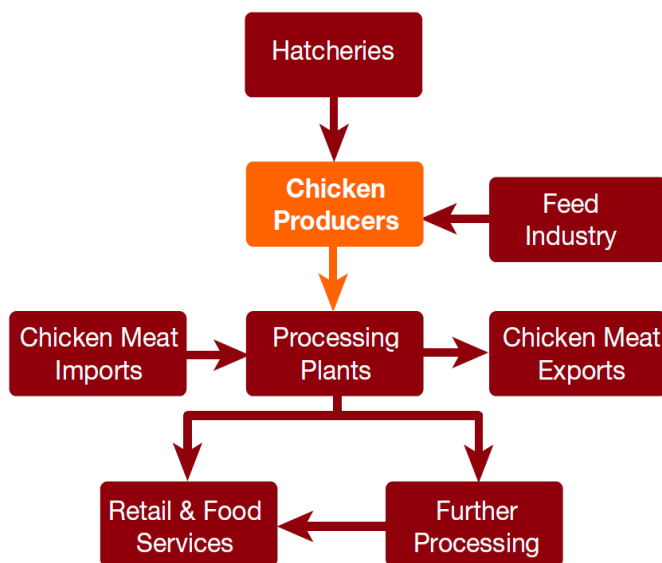 Hatcheries
Chicken
Producers
Feed
Industry
Chicken Meat
Imports
Processing
Plants
Chicken Meat
Exports
Retail & Food
Services
Further
Processing